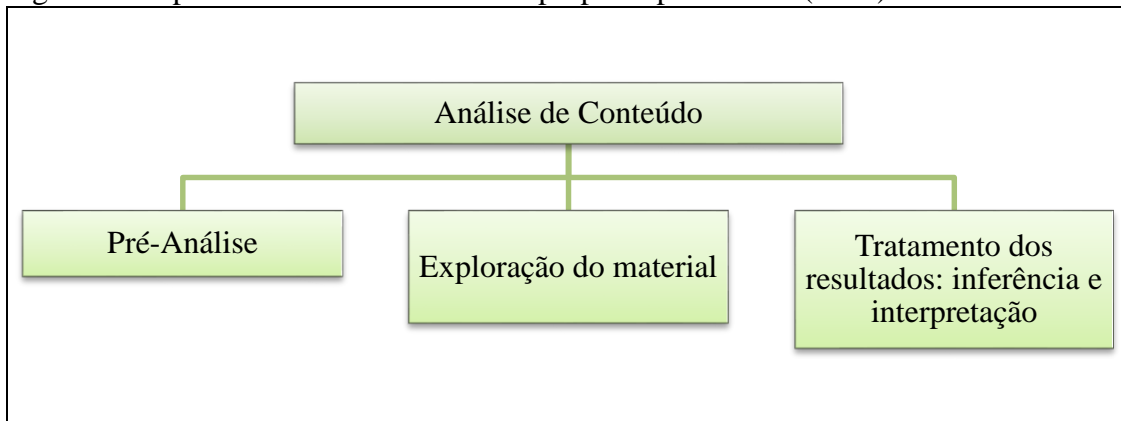 Análise de Conteúdo
Pré-Análise
Exploração do material
Tratamento dos
resultados: inferência e
interpretação